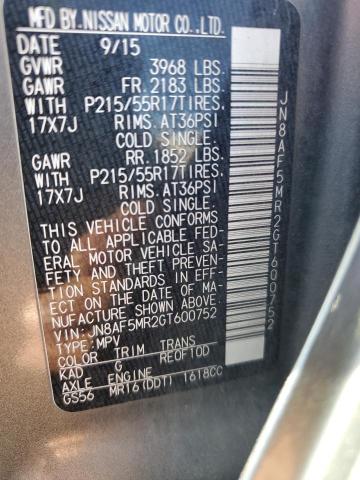 MFD BY.NISSAN MOTOR CO.,LTD.
DATE 9/15
GVWR 3968 LBS.
GAWR FR.2183 LBS.
WITH P215/55R17TIRES.
17X7J RIMS.AT36PSI
COLD SINGLE.
GAWR RR.1852 LBS.
WITH P215/55R17TIRES.
17X7J RIMS.AT36PSI
COLD SINGLE.
THIS VEHICLE CONFORMS
TO ALL APPLICABLE FED-
ERAL MOTOR VEHICLE SA-
FETY AND THEFT PREVEN-
TION STANDARDS IN EFF-
ECT ON THE DATE OF MA-
NUFACTURE SHOWN ABOVE.
VIN:JN8AF5MR2GT600752
TYPE:MPV
COLOR TRIM TRANS
KAD G RE0F10D
AXLE ENGINE
GS56 MR16(DDT) 1618CC
JN8AF5MR2GT600752